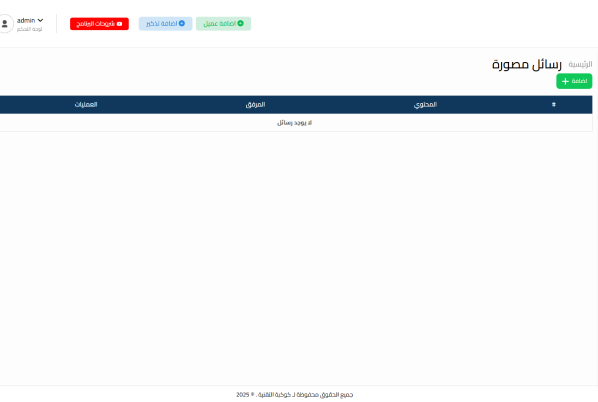 اضافة عميل
اضافة تذكير
شروحات البرنامج
admin
لوحة التحكم
الرئيسية رسائل مصورة
اضافة +
# المحتوي المرفق العمليات
لا يوجد رسائل
جميع الحقوق محفوظة لـ كوكبة التقنية . © 2025